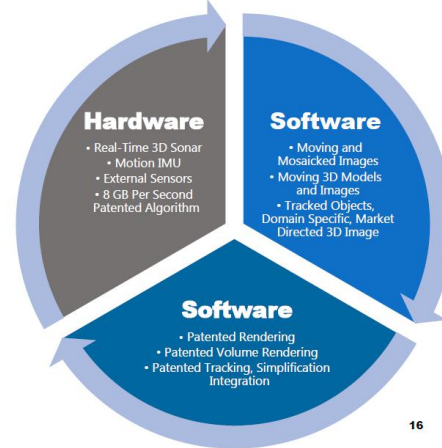 Hardware
• Real-Time 3D Sonar
• Motion IMU
• External Sensors
• 8 GB Per Second
Patented Algorithm
Software
• Moving and
Mosaicked Images
• Moving 3D Models
and Images
• Tracked Objects,
Domain Specific, Market
Directed 3D Image
Software
• Patented Rendering
• Patented Volume Rendering
• Patented Tracking, Simplification
Integration
16